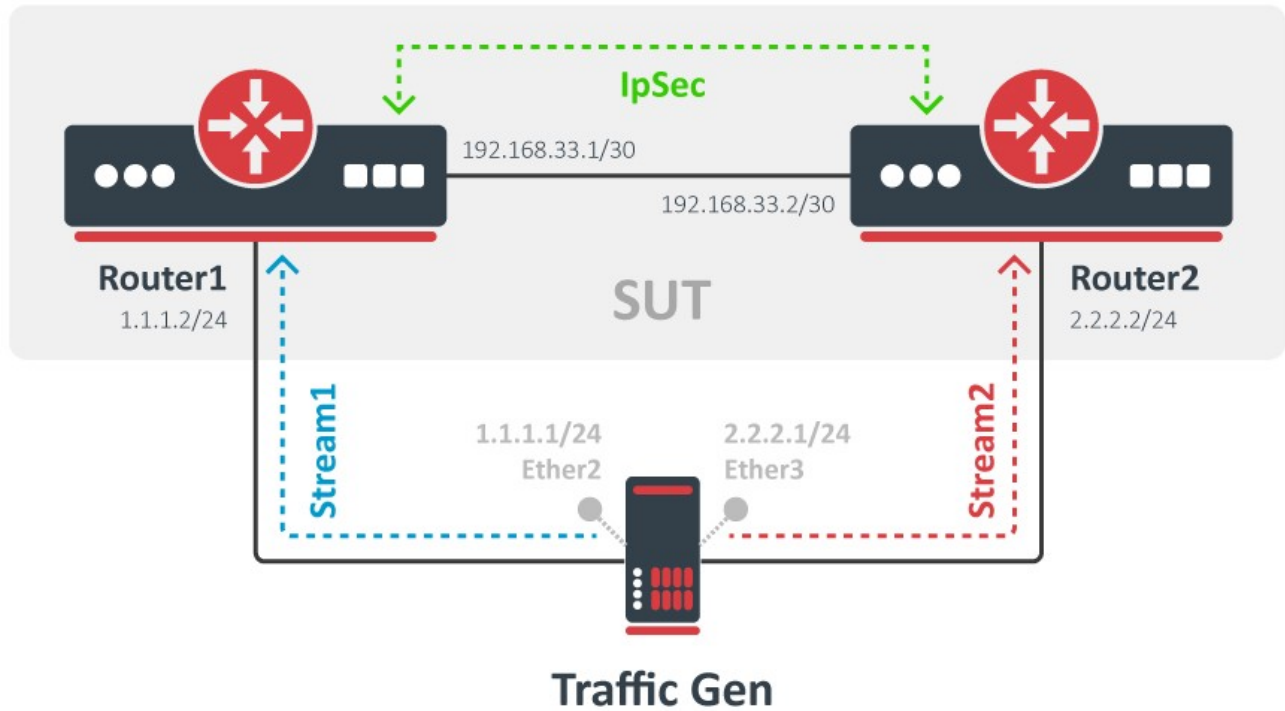 IpSec
192.168.33.1/30
192.168.33.2/30
Router1
1.1.1.2/24
SUT
Router2
2.2.2.2/24
Stream1
1.1.1.1/24
Ether2
2.2.2.1/24
Ether3
Stream2
Traffic Gen